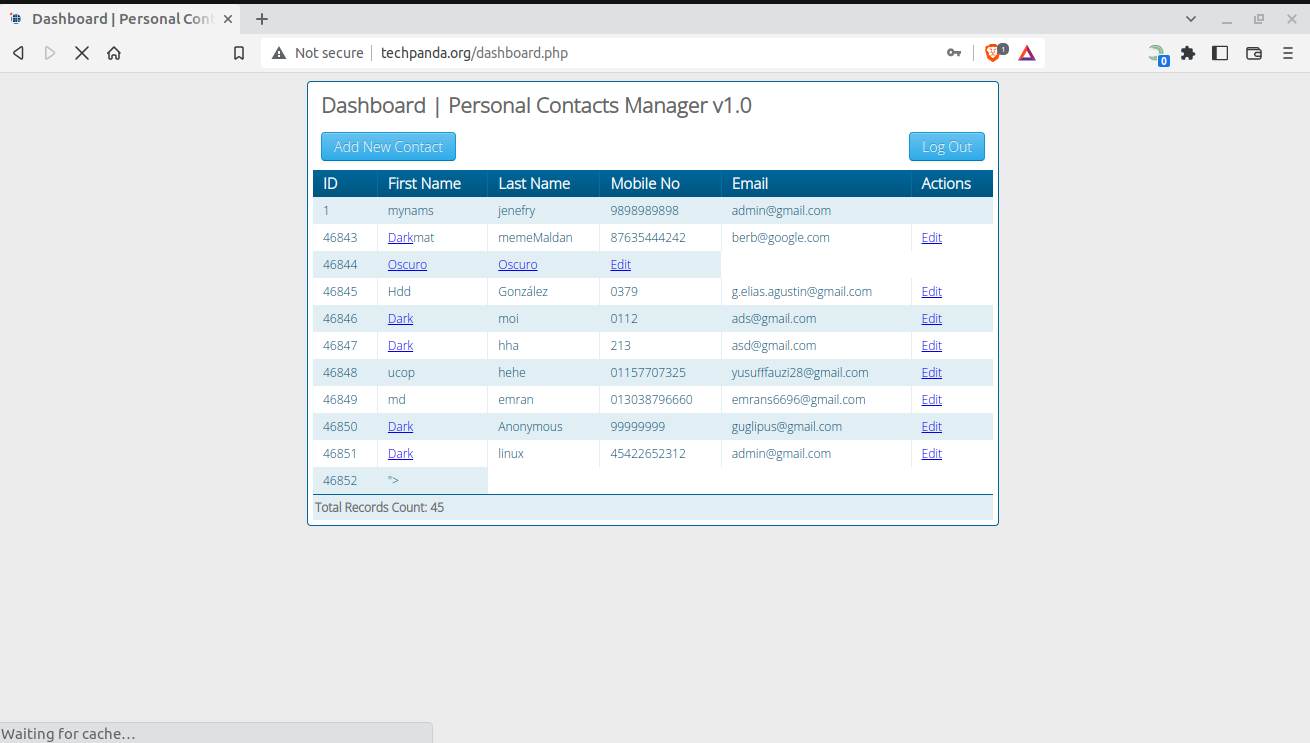 Dashboard | Personal Cont
Not secure techpanda.org/dashboard.php 1 0
Dashboard | Personal Contacts Manager v1.0
Add New Contact Log Out
ID First Name Last Name Mobile No Email Actions
1 mynams jenefry 9898989898 admin@gmail.com
46843 Darkmat memeMaldan 87635444242 berb@google.com Edit
46844 Oscuro Oscuro Edit
46845 Hdd González 0379 g.elias.agustin@gmail.com Edit
46846 Dark moi 0112 ads@gmail.com Edit
46847 Dark hha 213 asd@gmail.com Edit
46848 ucop hehe 01157707325 yusufffauzi28@gmail.com Edit
46849 md emran 013038796660 emrans6696@gmail.com Edit
46850 Dark Anonymous 99999999 guglipus@gmail.com Edit
46851 Dark linux 45422652312 admin@gmail.com Edit
46852 ">
Total Records Count: 45
Waiting for cache…